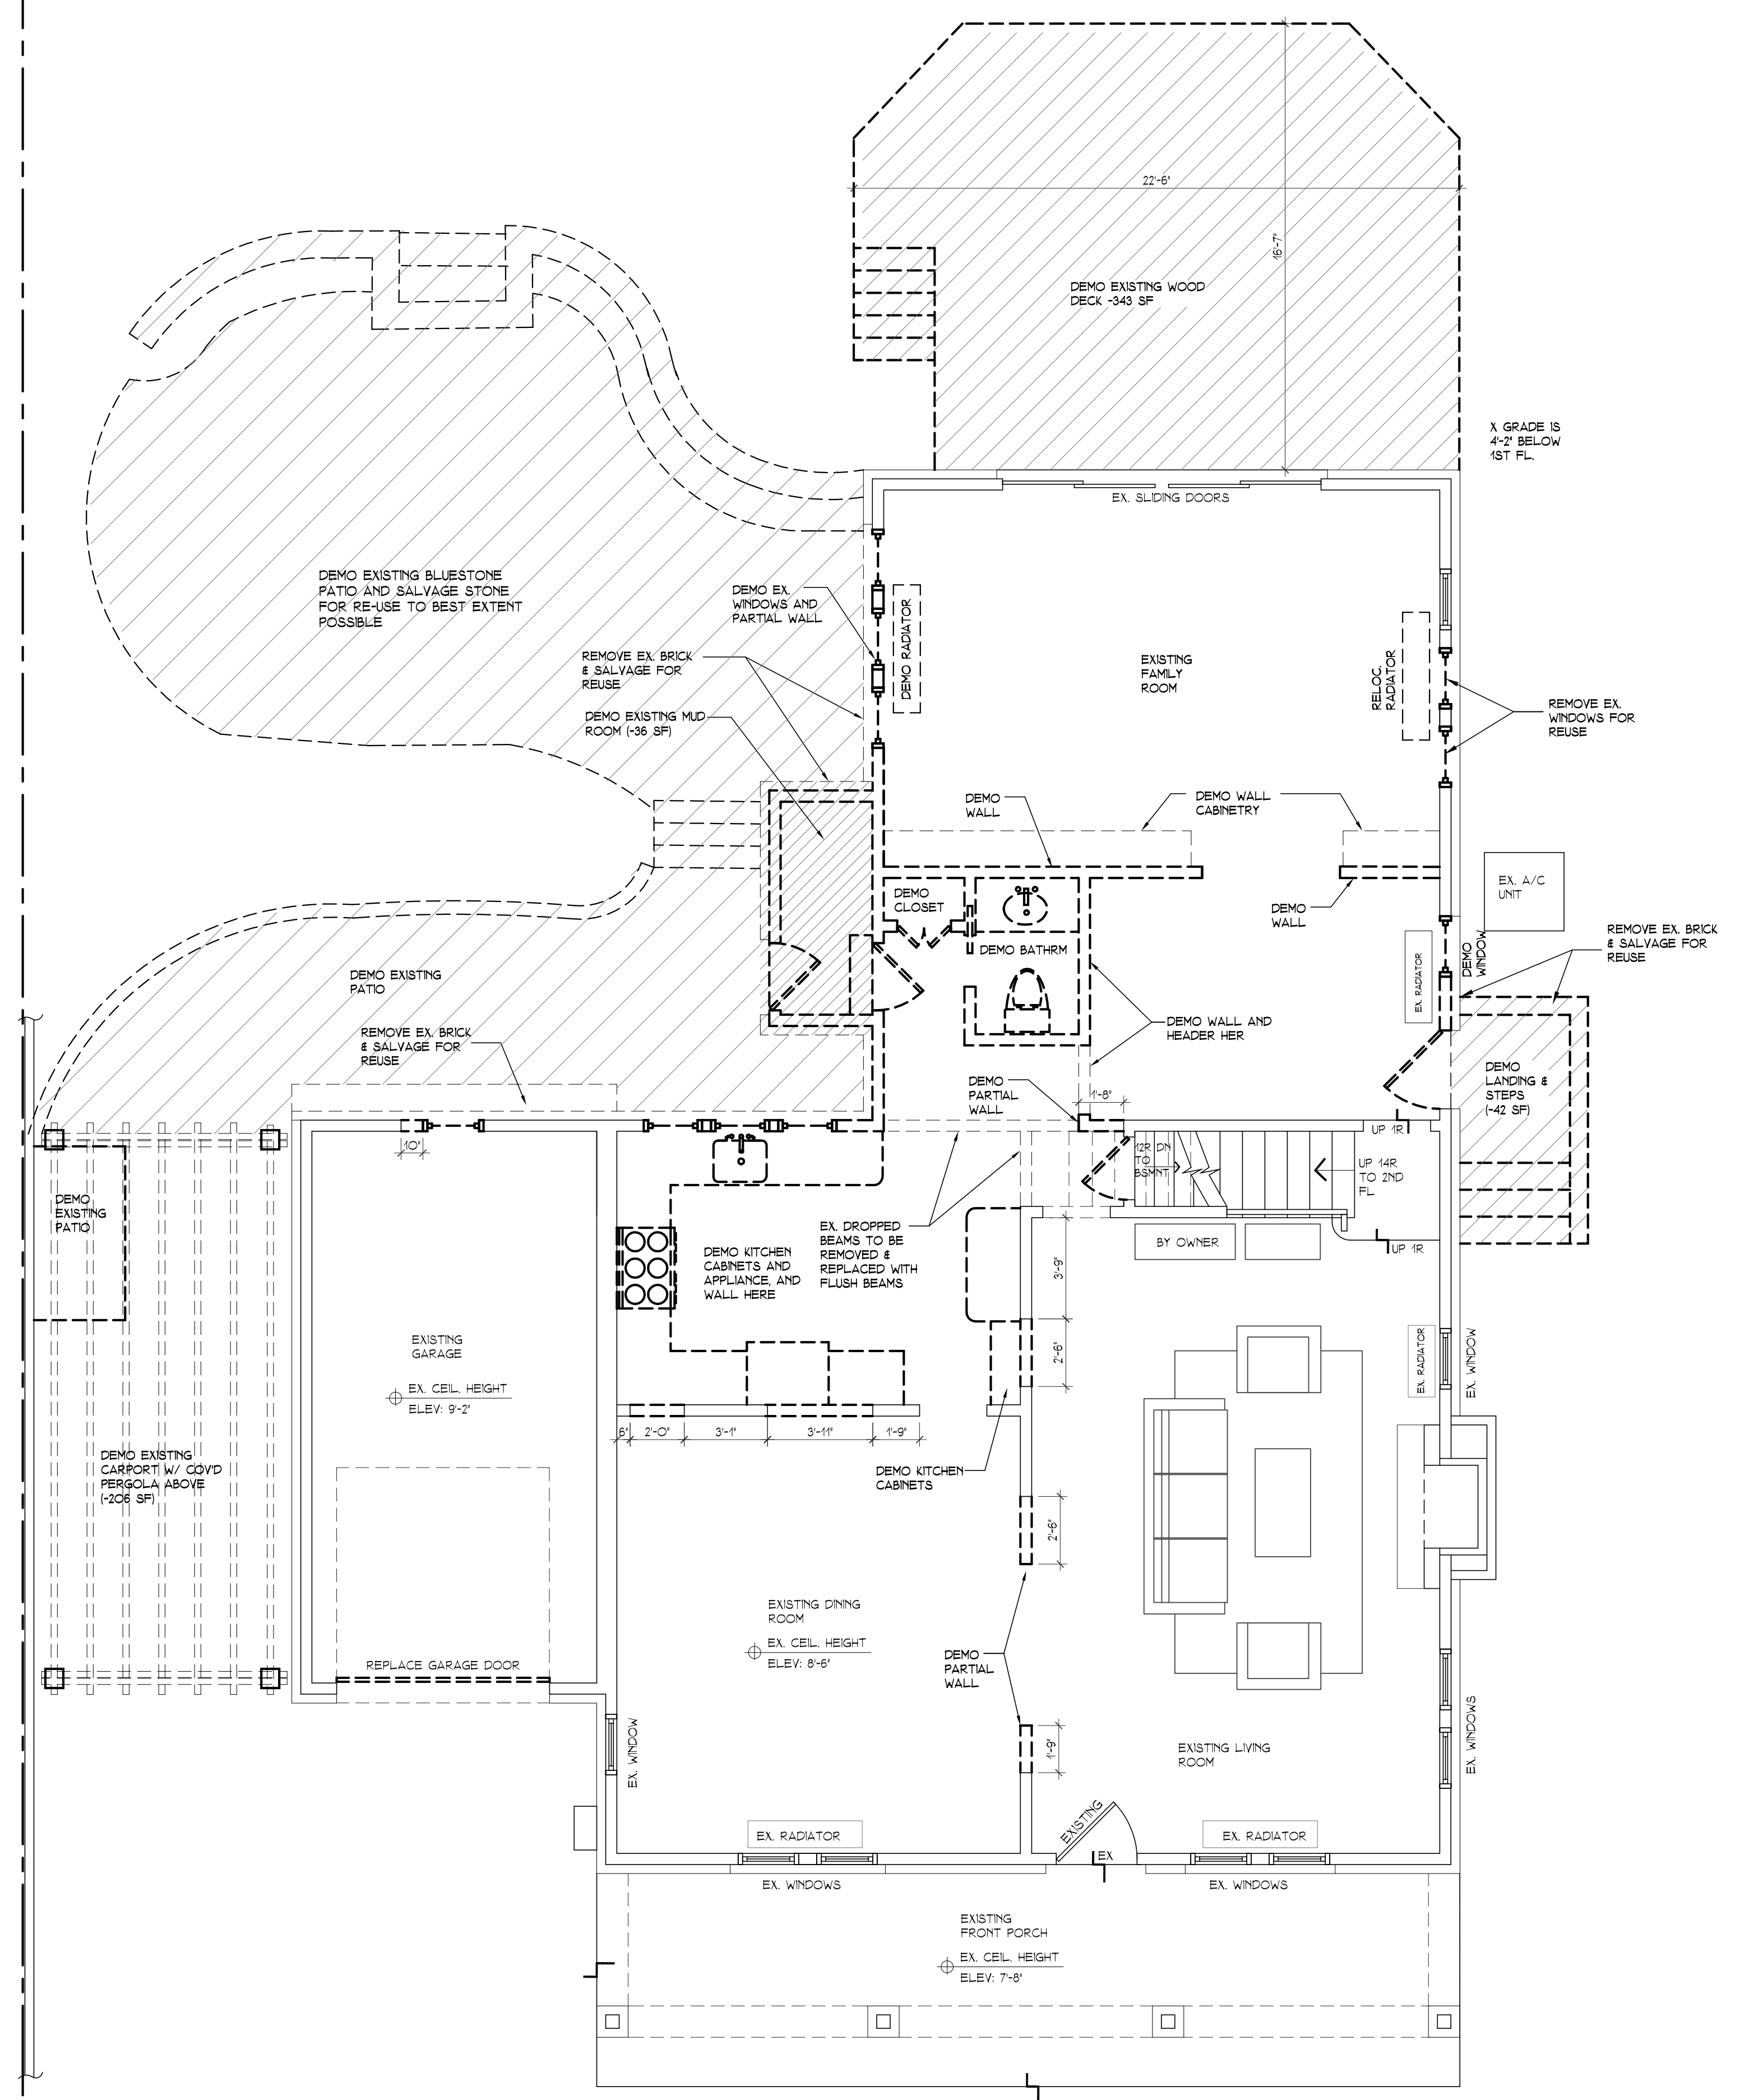 22'-6"
16'-7"
DEMO EXISTING WOOD
DECK -343 SF
X GRADE IS
4'-2" BELOW
1ST FL.
EX. SLIDING DOORS
DEMO EXISTING BLUESTONE
PATIO AND SALVAGE STONE
FOR RE-USE TO BEST EXTENT
POSSIBLE
DEMO EX.
WINDOWS AND
PARTIAL WALL
DEMO RADIATOR
REMOVE EX. BRICK
& SALVAGE FOR
REUSE
EXISTING
FAMILY
ROOM
RELOC.
RADIATOR
REMOVE EX.
WINDOWS FOR
REUSE
DEMO EXISTING MUD
ROOM (-36 SF)
DEMO
WALL
DEMO WALL
CABINETRY
DEMO
CLOSET
EX. A/C
UNIT
DEMO
WALL
DEMO BATHRM
DEMO
WINDOW
EX. RADIATOR
REMOVE EX. BRICK
& SALVAGE FOR
REUSE
DEMO EXISTING
PATIO
REMOVE EX. BRICK
& SALVAGE FOR
REUSE
DEMO WALL AND
HEADER HER
DEMO
LANDING &
STEPS
(-42 SF)
DEMO
PARTIAL
WALL
1'-8"
10"
UP 1R
12R DN
TO
BSMNT
UP 14R
TO 2ND
FL
DEMO
EXISTING
PATIO
EX. DROPPED
BEAMS TO BE
REMOVED &
REPLACED WITH
FLUSH BEAMS
DEMO KITCHEN
CABINETS AND
APPLIANCE, AND
WALL HERE
BY OWNER
UP 1R
3'-9"
2'-6"
EXISTING
GARAGE
EX. CEIL. HEIGHT
ELEV: 9'-2"
EX. RADIATOR
EX. WINDOW
6"
2'-0"
3'-1"
3'-11"
1'-9"
DEMO EXISTING
CARPORT W/ COV'D
PERGOLA ABOVE
(-206 SF)
DEMO KITCHEN
CABINETS
2'-6"
EXISTING DINING
ROOM
EX. CEIL. HEIGHT
ELEV: 8'-6"
DEMO
PARTIAL
WALL
REPLACE GARAGE DOOR
EX. WINDOW
1'-9"
EXISTING LIVING
ROOM
EX. WINDOWS
EXISTING
EX. RADIATOR
EX
EX. RADIATOR
EX. WINDOWS
EX. WINDOWS
EXISTING
FRONT PORCH
EX. CEIL. HEIGHT
ELEV: 7'-8"